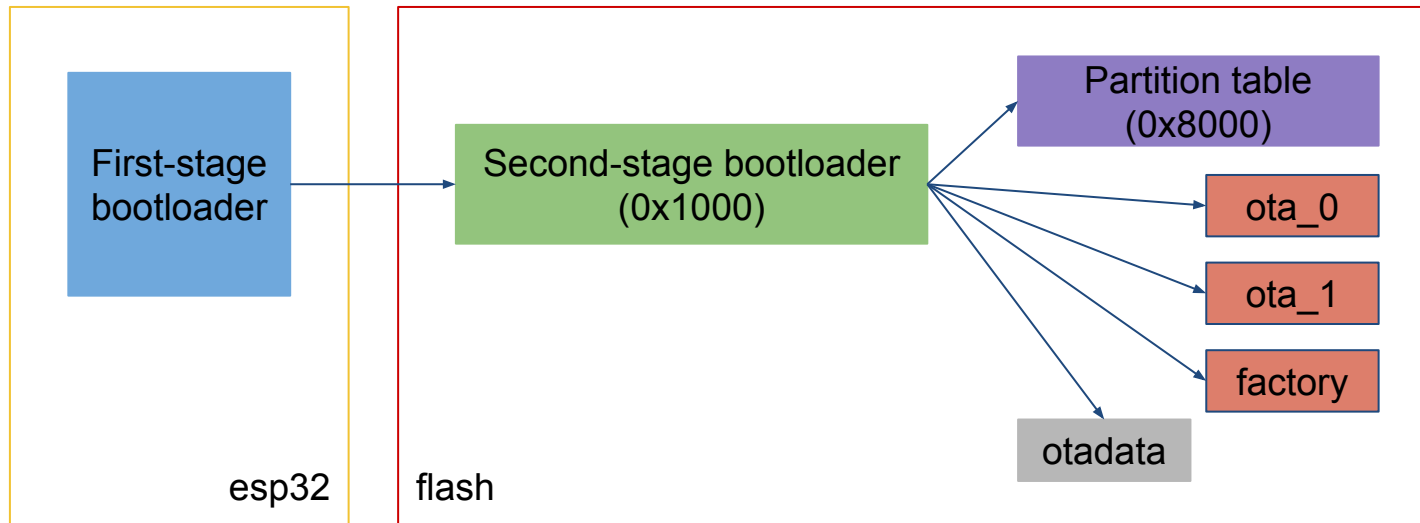 First-stage
bootloader
esp32
Second-stage bootloader
(0x1000)
Partition table
(0x8000)
ota_0
ota_1
factory
otadata
flash